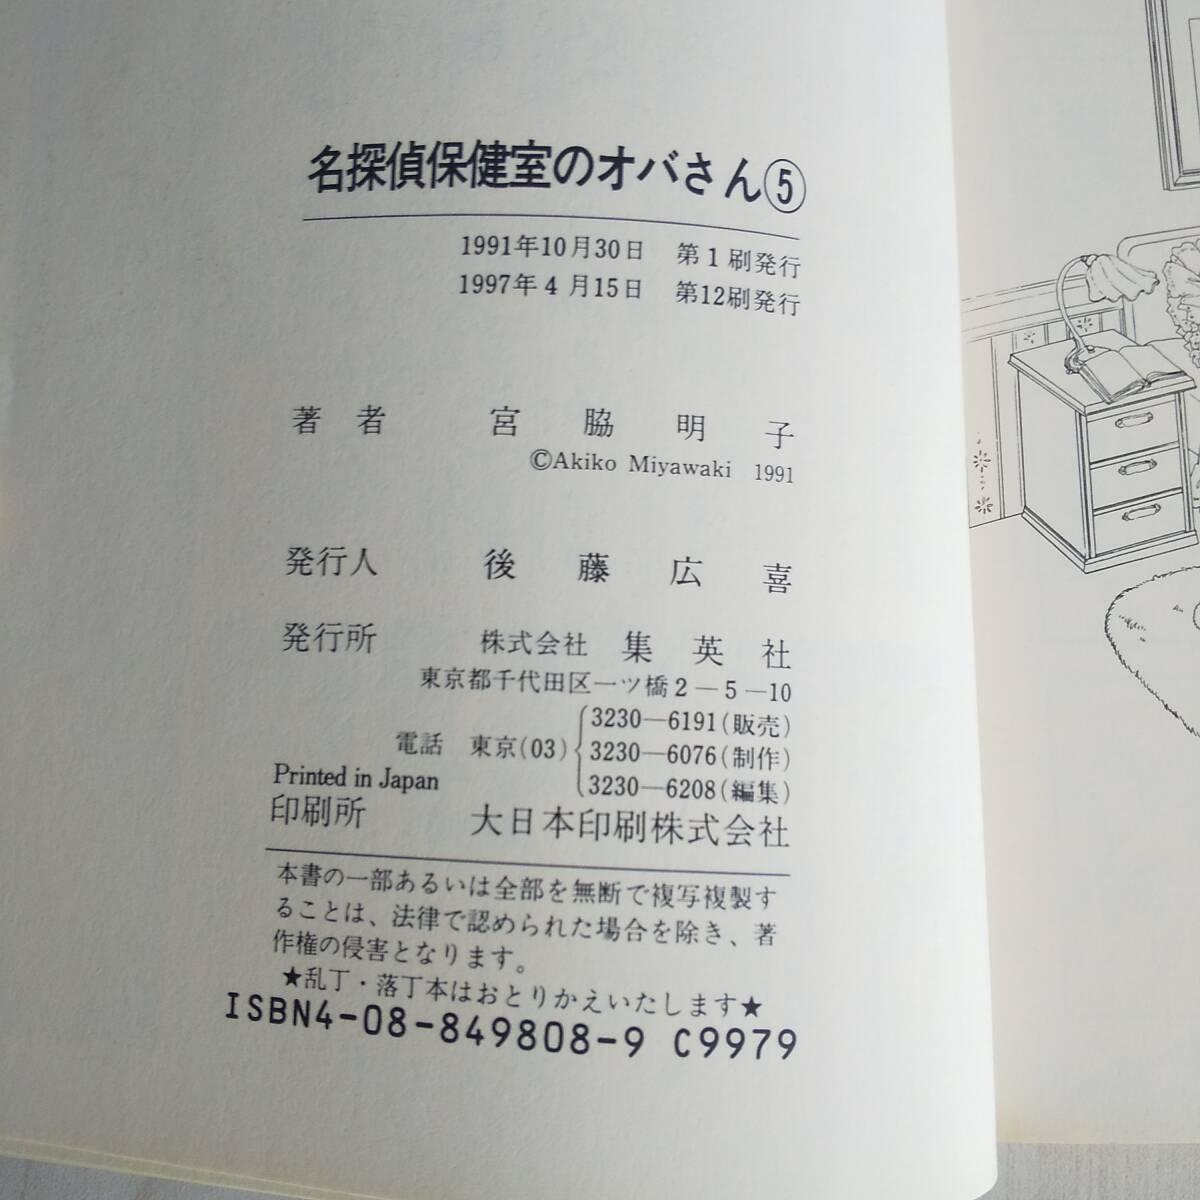 名探偵保健室のオバさん⑤
1991年10月30日　第1刷発行
1997年4月15日　第12刷発行
著者　宮脇明子
©Akiko Miyawaki 1991
発行人　後藤広喜
発行所　株式会社 集英社
東京都千代田区一ツ橋2－5－10
3230―6191(販売)
電話　東京(03) 3230―6076(制作)
3230―6208(編集)
Printed in Japan
印刷所　大日本印刷株式会社
本書の一部あるいは全部を無断で複写複製す
ることは、法律で認められた場合を除き、著
作権の侵害となります。
★乱丁・落丁本はおとりかえいたします★
ISBN4-08-849808-9 C9979